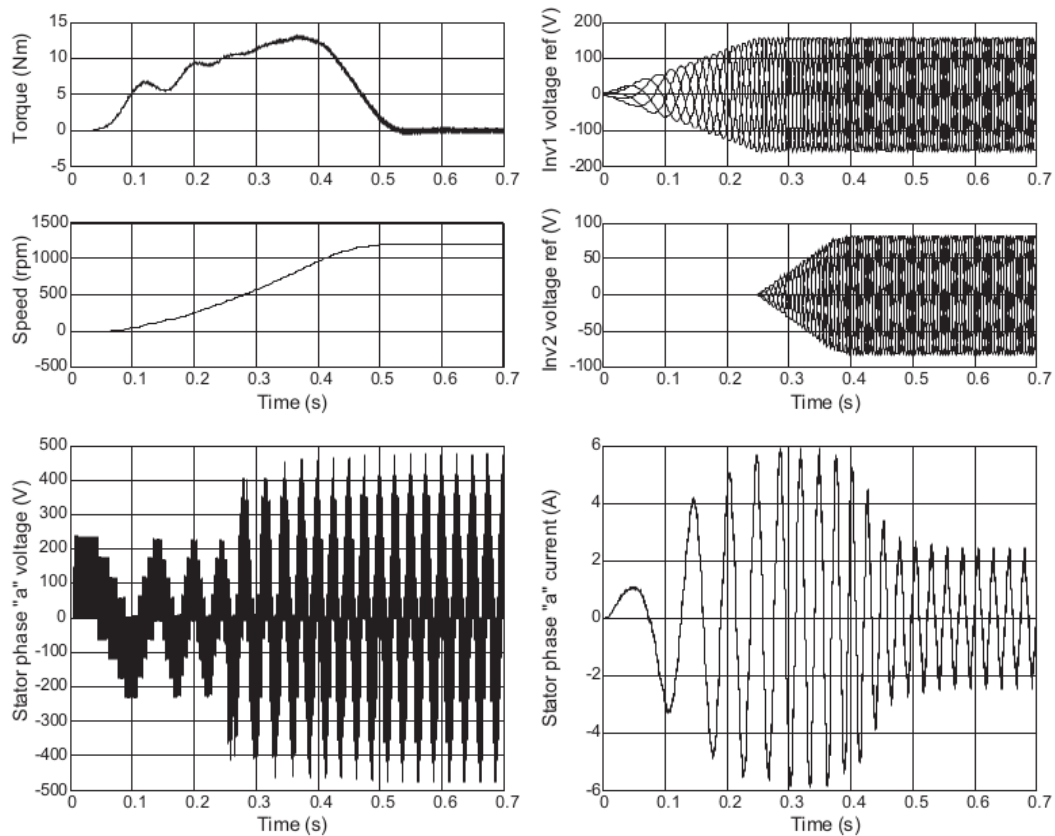 Torque (Nm)
15
10
5
0
-5
0 0.1 0.2 0.3 0.4 0.5 0.6 0.7
Inv1 voltage ref (V)
200
100
0
-100
200
0 0.1 0.2 0.3 0.4 0.5 0.6 0.7
Speed (rpm)
1500
1000
500
0
-500
0 0.1 0.2 0.3 0.4 0.5 0.6 0.7
Time (s)
Inv2 voltage ref (V)
100
50
0
-50
-100
0 0.1 0.2 0.3 0.4 0.5 0.6 0.7
Time (s)
Stator phase "a" voltage (V)
500
400
300
200
100
0
-100
-200
-300
-400
-500
0 0.1 0.2 0.3 0.4 0.5 0.6 0.7
Time (s)
Stator phase "a" current (A)
6
4
2
0
-2
-4
-6
0 0.1 0.2 0.3 0.4 0.5 0.6 0.7
Time (s)